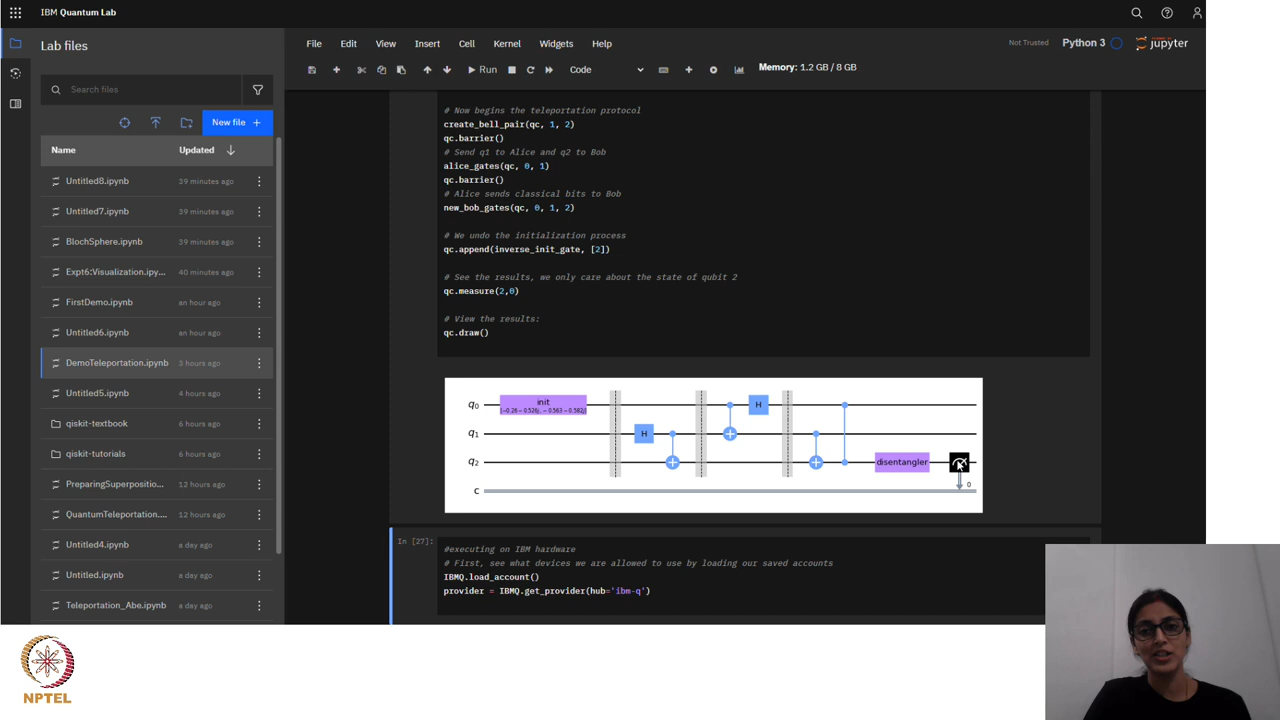 IBM Quantum Lab
Lab files
Search files
New file +
Name Updated
Untitled8.ipynb 39 minutes ago
Untitled7.ipynb 39 minutes ago
BlochSphere.ipynb 39 minutes ago
Expt6:Visualization.ipy... 40 minutes ago
FirstDemo.ipynb an hour ago
Untitled6.ipynb an hour ago
DemoTeleportation.ipynb 3 hours ago
Untitled5.ipynb 4 hours ago
qiskit-textbook 4 hours ago
qiskit-tutorials 4 hours ago
PreparingSuperpositio... 12 hours ago
QuantumTeleportation.... 12 hours ago
Untitled4.ipynb a day ago
Untitled.ipynb a day ago
Teleportation_Abe.ipynb a day ago
File Edit View Insert Cell Kernel Widgets Help
Not Trusted Python 3 jupyter
Run Code Memory: 1.2 GB / 8 GB
# Now begins the teleportation protocol
create_bell_pair(qc, 1, 2)
qc.barrier()
# Send q1 to Alice and q2 to Bob
alice_gates(qc, 0, 1)
qc.barrier()
# Alice sends classical bits to Bob
new_bob_gates(qc, 0, 1, 2)
# We undo the initialization process
qc.append(inverse_init_gate, [2])
# See the results, we only care about the state of qubit 2
qc.measure(2,0)
# View the results:
qc.draw()
q0 init H
[−0.26−0.526j, −0.563−0.582j]
q1 H
q2 disentangler
c 0
In [27]:
#executing on IBM hardware
# First, see what devices we are allowed to use by loading our saved accounts
IBMQ.load_account()
provider = IBMQ.get_provider(hub='ibm-q')
NPTEL